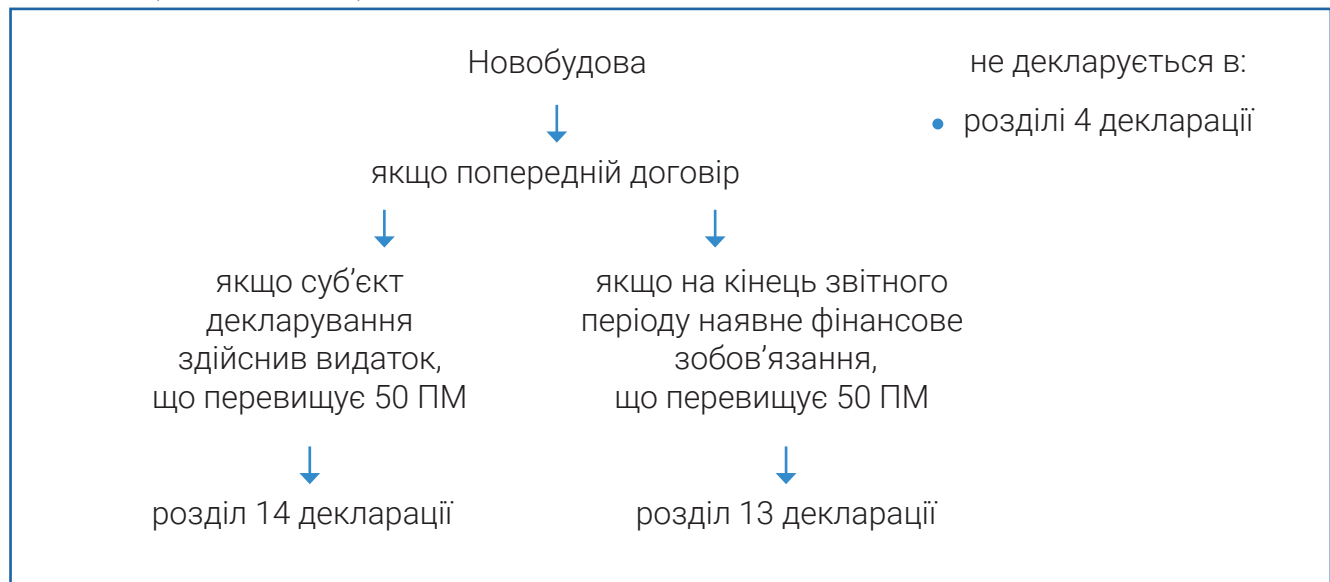 Новобудова
не декларується в:
• розділі 4 декларації
якщо попередній договір
якщо суб’єкт
декларування
здійснив видаток,
що перевищує 50 ПМ
якщо на кінець звітного
періоду наявне фінансове
зобов’язання,
що перевищує 50 ПМ
розділ 14 декларації
розділ 13 декларації